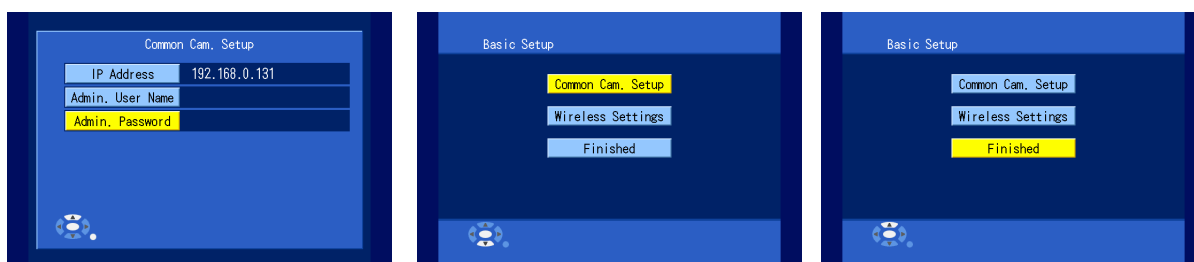 Common Cam. Setup
IP Address 192.168.0.131
Admin. User Name
Admin. Password
Basic Setup
Common Cam. Setup
Wireless Settings
Finished
Basic Setup
Common Cam. Setup
Wireless Settings
Finished